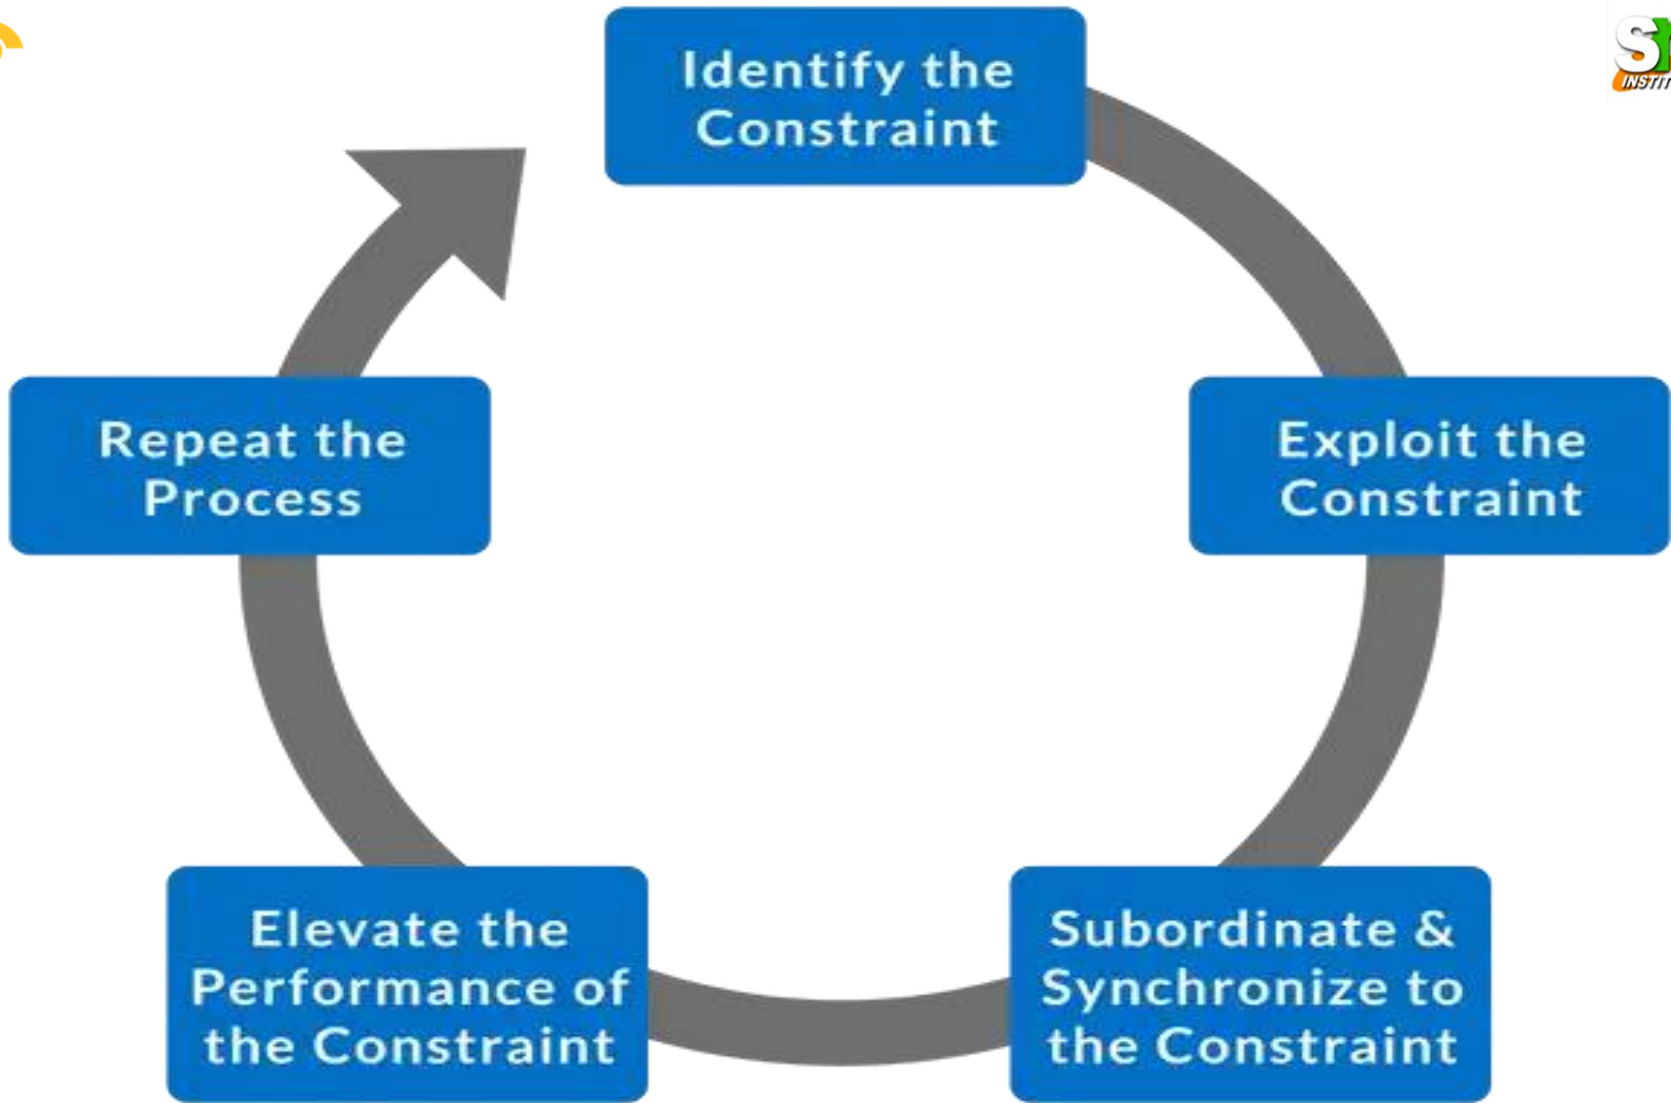 Identify the
Constraint
Exploit the
Constraint
Subordinate &
Synchronize to
the Constraint
Elevate the
Performance of
the Constraint
Repeat the
Process